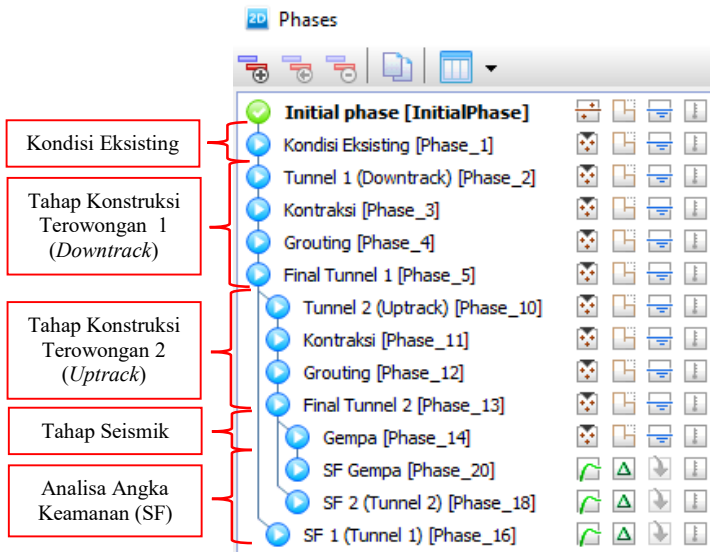 2D Phases
Initial phase [InitialPhase]
Kondisi Eksisting [Phase_1]
Tunnel 1 (Downtrack) [Phase_2]
Kontraksi [Phase_3]
Grouting [Phase_4]
Final Tunnel 1 [Phase_5]
Tunnel 2 (Uptrack) [Phase_10]
Kontraksi [Phase_11]
Grouting [Phase_12]
Final Tunnel 2 [Phase_13]
Gempa [Phase_14]
SF Gempa [Phase_20]
SF 2 (Tunnel 2) [Phase_18]
SF 1 (Tunnel 1) [Phase_16]
Kondisi Eksisting
Tahap Konstruksi
Terowongan 1
(Downtrack)
Tahap Konstruksi
Terowongan 2
(Uptrack)
Tahap Seismik
Analisa Angka
Keamanan (SF)